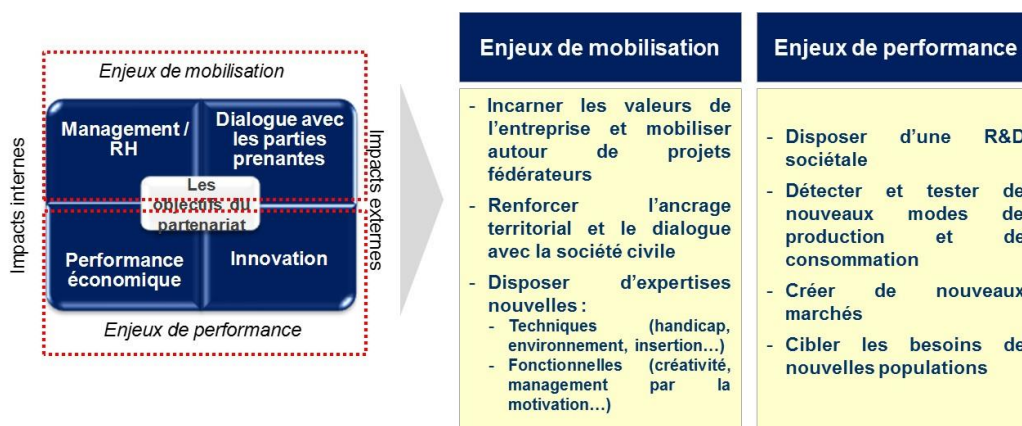 Enjeux de mobilisation
Impacts internes
Management /
RH
Dialogue avec
les parties
prenantes
Les
objectifs du
partenariat
Performance
économique
Innovation
Impacts externes
Enjeux de performance
Enjeux de mobilisation
- Incarner les valeurs de
l'entreprise et mobiliser
autour de projets
fédérateurs
- Renforcer l'ancrage
territorial et le dialogue
avec la société civile
- Disposer d'expertises
nouvelles :
- Techniques (handicap,
environnement, insertion…)
- Fonctionnelles (créativité,
management par la
motivation…)
Enjeux de performance
- Disposer d'une R&D
sociétale
- Détecter et tester de
nouveaux modes de
production et de
consommation
- Créer de nouveaux
marchés
- Cibler les besoins de
nouvelles populations